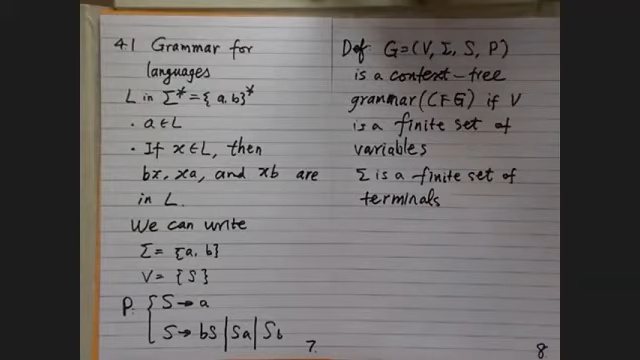 4.1 Grammar for
languages
L in Σ* = {a, b}*
· a ∈ L
· If x ∈ L, then
bx, xa, and xb are
in L.
We can write
Σ = {a, b}
V = {S}
P: { S → a
S → bS | Sa | Sb
7.
Def G = (V, Σ, S, P)
is a context-free
grammar (CFG) if V
is a finite set of
variables
Σ is a finite set of
terminals
8